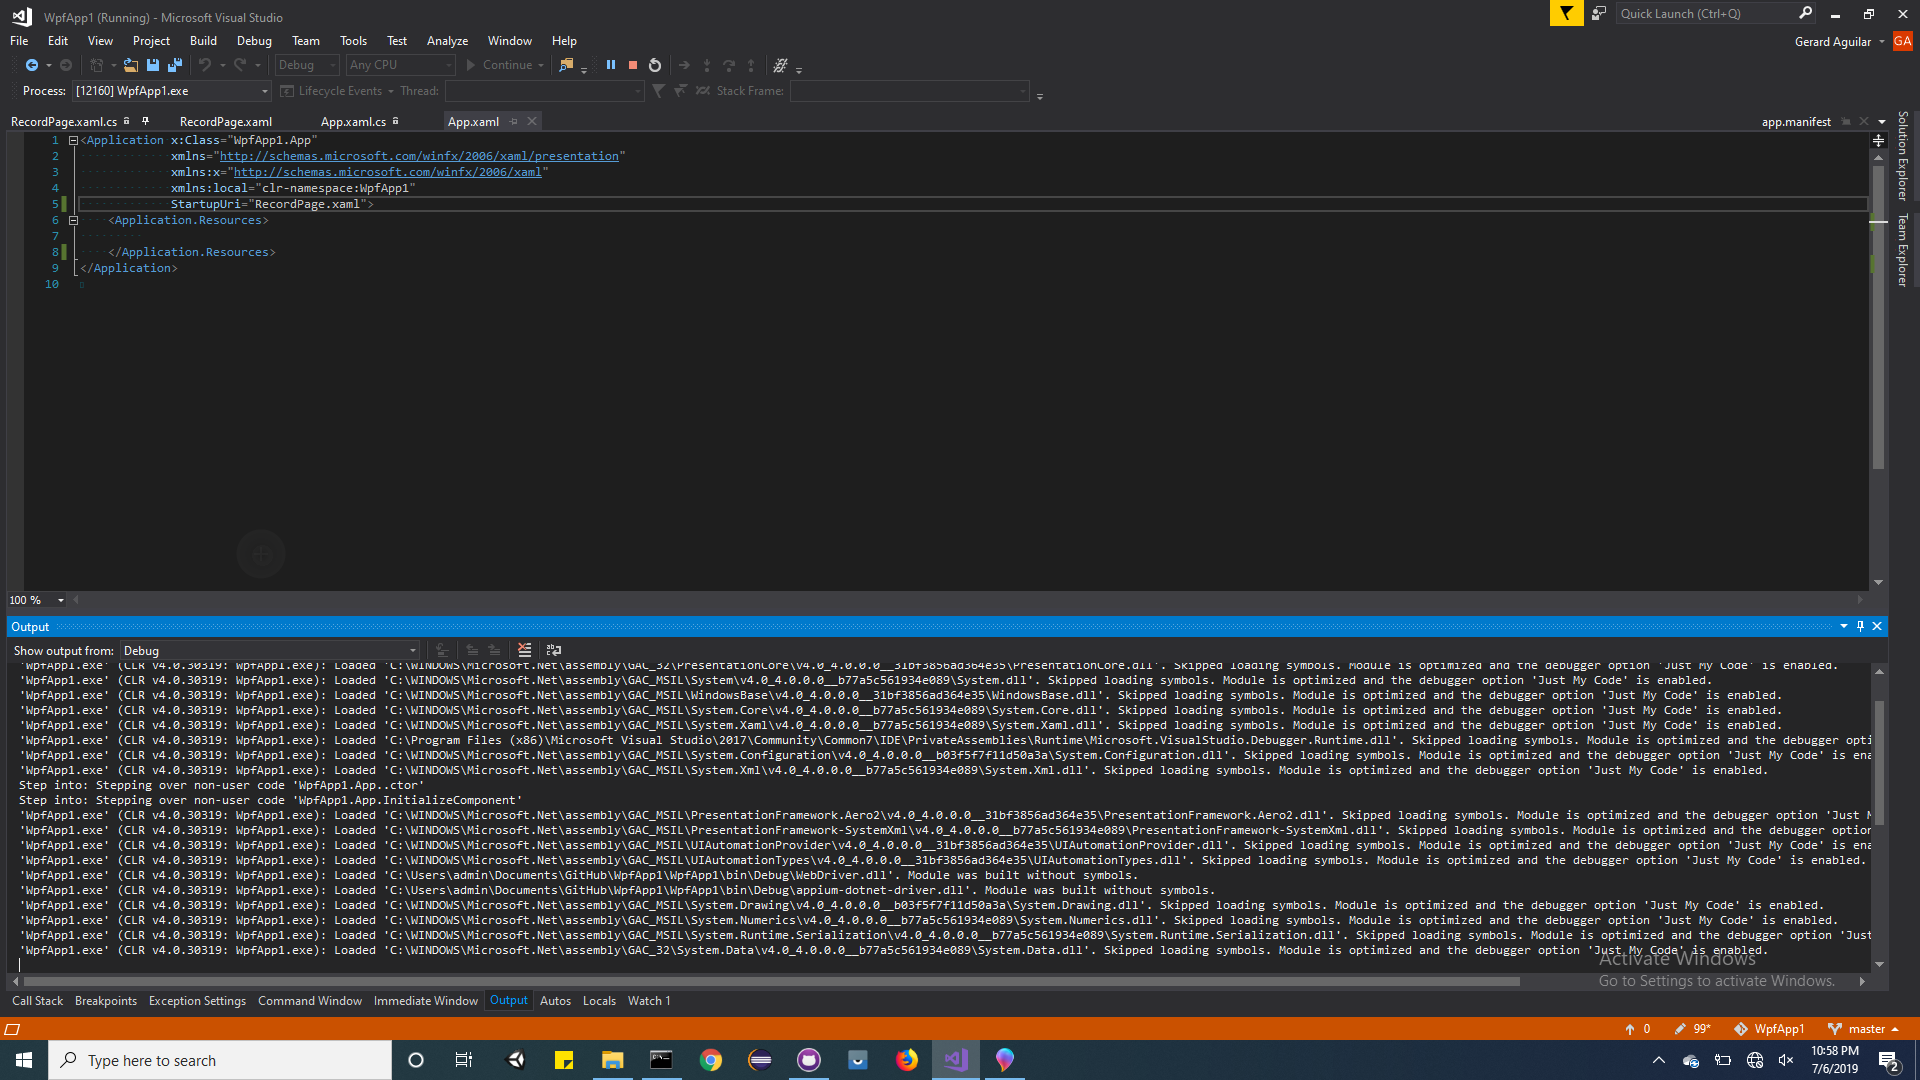 WpfApp1 (Running) - Microsoft Visual Studio
Quick Launch (Ctrl+Q)
File Edit View Project Build Debug Team Tools Test Analyze Window Help
Gerard Aguilar GA
Debug Any CPU Continue
Process: [12160] WpfApp1.exe Lifecycle Events Thread: Stack Frame:
RecordPage.xaml.cs RecordPage.xaml App.xaml.cs App.xaml app.manifest
Solution Explorer
Team Explorer
1 <Application x:Class="WpfApp1.App"
2 xmlns="http://schemas.microsoft.com/winfx/2006/xaml/presentation"
3 xmlns:x="http://schemas.microsoft.com/winfx/2006/xaml"
4 xmlns:local="clr-namespace:WpfApp1"
5 StartupUri="RecordPage.xaml">
6 <Application.Resources>
7
8 </Application.Resources>
9 </Application>
10
100 %
Output
Show output from: Debug
'WpfApp1.exe' (CLR v4.0.30319: WpfApp1.exe): Loaded 'C:\WINDOWS\Microsoft.Net\assembly\GAC_32\PresentationCore\v4.0_4.0.0.0__31bf3856ad364e35\PresentationCore.dll'. Skipped loading symbols. Module is optimized and the debugger option 'Just My Code' is enabled.
'WpfApp1.exe' (CLR v4.0.30319: WpfApp1.exe): Loaded 'C:\WINDOWS\Microsoft.Net\assembly\GAC_MSIL\System\v4.0_4.0.0.0__b77a5c561934e089\System.dll'. Skipped loading symbols. Module is optimized and the debugger option 'Just My Code' is enabled.
'WpfApp1.exe' (CLR v4.0.30319: WpfApp1.exe): Loaded 'C:\WINDOWS\Microsoft.Net\assembly\GAC_MSIL\WindowsBase\v4.0_4.0.0.0__31bf3856ad364e35\WindowsBase.dll'. Skipped loading symbols. Module is optimized and the debugger option 'Just My Code' is enabled.
'WpfApp1.exe' (CLR v4.0.30319: WpfApp1.exe): Loaded 'C:\WINDOWS\Microsoft.Net\assembly\GAC_MSIL\System.Core\v4.0_4.0.0.0__b77a5c561934e089\System.Core.dll'. Skipped loading symbols. Module is optimized and the debugger option 'Just My Code' is enabled.
'WpfApp1.exe' (CLR v4.0.30319: WpfApp1.exe): Loaded 'C:\WINDOWS\Microsoft.Net\assembly\GAC_MSIL\System.Xaml\v4.0_4.0.0.0__b77a5c561934e089\System.Xaml.dll'. Skipped loading symbols. Module is optimized and the debugger option 'Just My Code' is enabled.
'WpfApp1.exe' (CLR v4.0.30319: WpfApp1.exe): Loaded 'C:\Program Files (x86)\Microsoft Visual Studio\2017\Community\Common7\IDE\PrivateAssemblies\Runtime\Microsoft.VisualStudio.Debugger.Runtime.dll'. Skipped loading symbols. Module is optimized and the debugger opti
'WpfApp1.exe' (CLR v4.0.30319: WpfApp1.exe): Loaded 'C:\WINDOWS\Microsoft.Net\assembly\GAC_MSIL\System.Configuration\v4.0_4.0.0.0__b03f5f7f11d50a3a\System.Configuration.dll'. Skipped loading symbols. Module is optimized and the debugger option 'Just My Code' is ena
'WpfApp1.exe' (CLR v4.0.30319: WpfApp1.exe): Loaded 'C:\WINDOWS\Microsoft.Net\assembly\GAC_MSIL\System.Xml\v4.0_4.0.0.0__b77a5c561934e089\System.Xml.dll'. Skipped loading symbols. Module is optimized and the debugger option 'Just My Code' is enabled.
Step into: Stepping over non-user code 'WpfApp1.App..ctor'
Step into: Stepping over non-user code 'WpfApp1.App.InitializeComponent'
'WpfApp1.exe' (CLR v4.0.30319: WpfApp1.exe): Loaded 'C:\WINDOWS\Microsoft.Net\assembly\GAC_MSIL\PresentationFramework.Aero2\v4.0_4.0.0.0__31bf3856ad364e35\PresentationFramework.Aero2.dll'. Skipped loading symbols. Module is optimized and the debugger option 'Just M
'WpfApp1.exe' (CLR v4.0.30319: WpfApp1.exe): Loaded 'C:\WINDOWS\Microsoft.Net\assembly\GAC_MSIL\PresentationFramework-SystemXml\v4.0_4.0.0.0__b77a5c561934e089\PresentationFramework-SystemXml.dll'. Skipped loading symbols. Module is optimized and the debugger option
'WpfApp1.exe' (CLR v4.0.30319: WpfApp1.exe): Loaded 'C:\WINDOWS\Microsoft.Net\assembly\GAC_MSIL\UIAutomationProvider\v4.0_4.0.0.0__31bf3856ad364e35\UIAutomationProvider.dll'. Skipped loading symbols. Module is optimized and the debugger option 'Just My Code' is ena
'WpfApp1.exe' (CLR v4.0.30319: WpfApp1.exe): Loaded 'C:\WINDOWS\Microsoft.Net\assembly\GAC_MSIL\UIAutomationTypes\v4.0_4.0.0.0__31bf3856ad364e35\UIAutomationTypes.dll'. Skipped loading symbols. Module is optimized and the debugger option 'Just My Code' is enabled.
'WpfApp1.exe' (CLR v4.0.30319: WpfApp1.exe): Loaded 'C:\Users\admin\Documents\GitHub\WpfApp1\WpfApp1\bin\Debug\WebDriver.dll'. Module was built without symbols.
'WpfApp1.exe' (CLR v4.0.30319: WpfApp1.exe): Loaded 'C:\Users\admin\Documents\GitHub\WpfApp1\WpfApp1\bin\Debug\appium-dotnet-driver.dll'. Module was built without symbols.
'WpfApp1.exe' (CLR v4.0.30319: WpfApp1.exe): Loaded 'C:\WINDOWS\Microsoft.Net\assembly\GAC_MSIL\System.Drawing\v4.0_4.0.0.0__b03f5f7f11d50a3a\System.Drawing.dll'. Skipped loading symbols. Module is optimized and the debugger option 'Just My Code' is enabled.
'WpfApp1.exe' (CLR v4.0.30319: WpfApp1.exe): Loaded 'C:\WINDOWS\Microsoft.Net\assembly\GAC_MSIL\System.Numerics\v4.0_4.0.0.0__b77a5c561934e089\System.Numerics.dll'. Skipped loading symbols. Module is optimized and the debugger option 'Just My Code' is enabled.
'WpfApp1.exe' (CLR v4.0.30319: WpfApp1.exe): Loaded 'C:\WINDOWS\Microsoft.Net\assembly\GAC_MSIL\System.Runtime.Serialization\v4.0_4.0.0.0__b77a5c561934e089\System.Runtime.Serialization.dll'. Skipped loading symbols. Module is optimized and the debugger option 'Just
'WpfApp1.exe' (CLR v4.0.30319: WpfApp1.exe): Loaded 'C:\WINDOWS\Microsoft.Net\assembly\GAC_32\System.Data\v4.0_4.0.0.0__b77a5c561934e089\System.Data.dll'. Skipped loading symbols. Module is optimized and the debugger option 'Just My Code' is enabled.
Activate Windows
Go to Settings to activate Windows.
Call Stack Breakpoints Exception Settings Command Window Immediate Window Output Autos Locals Watch 1
0 99* WpfApp1 master
Type here to search
10:58 PM
7/6/2019
2